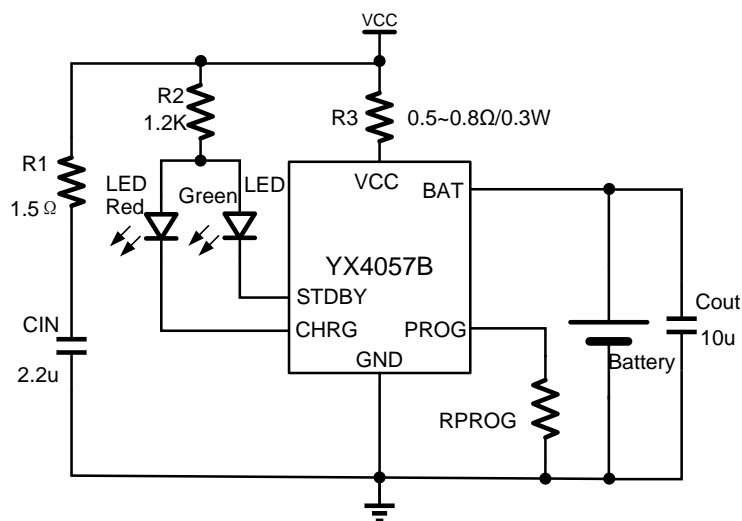 VCC
R2
1.2K
R3
0.5~0.8Ω/0.3W
R1
1.5Ω
LED
Red
Green
LED
VCC
BAT
YX4057B
STDBY
CHRG
PROG
GND
CIN
2.2u
Cout
10u
Battery
RPROG